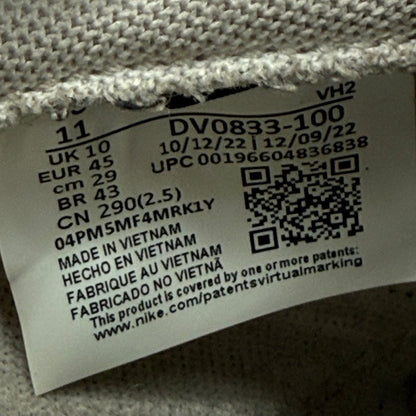 VH2
11
DV0833-100
UK 10
10/12/22 | 12/09/22
EUR 45
UPC 00196604836838
cm 29
BR 43
CN 290(2.5)
04PM5MF4MRK1Y
MADE IN VIETNAM
HECHO EN VIETNAM
FABRIQUE AU VIETNAM
FABRICADO NO VIETNÃ
This product is covered by one or more patents:
www.nike.com/patentsvirtualmarking